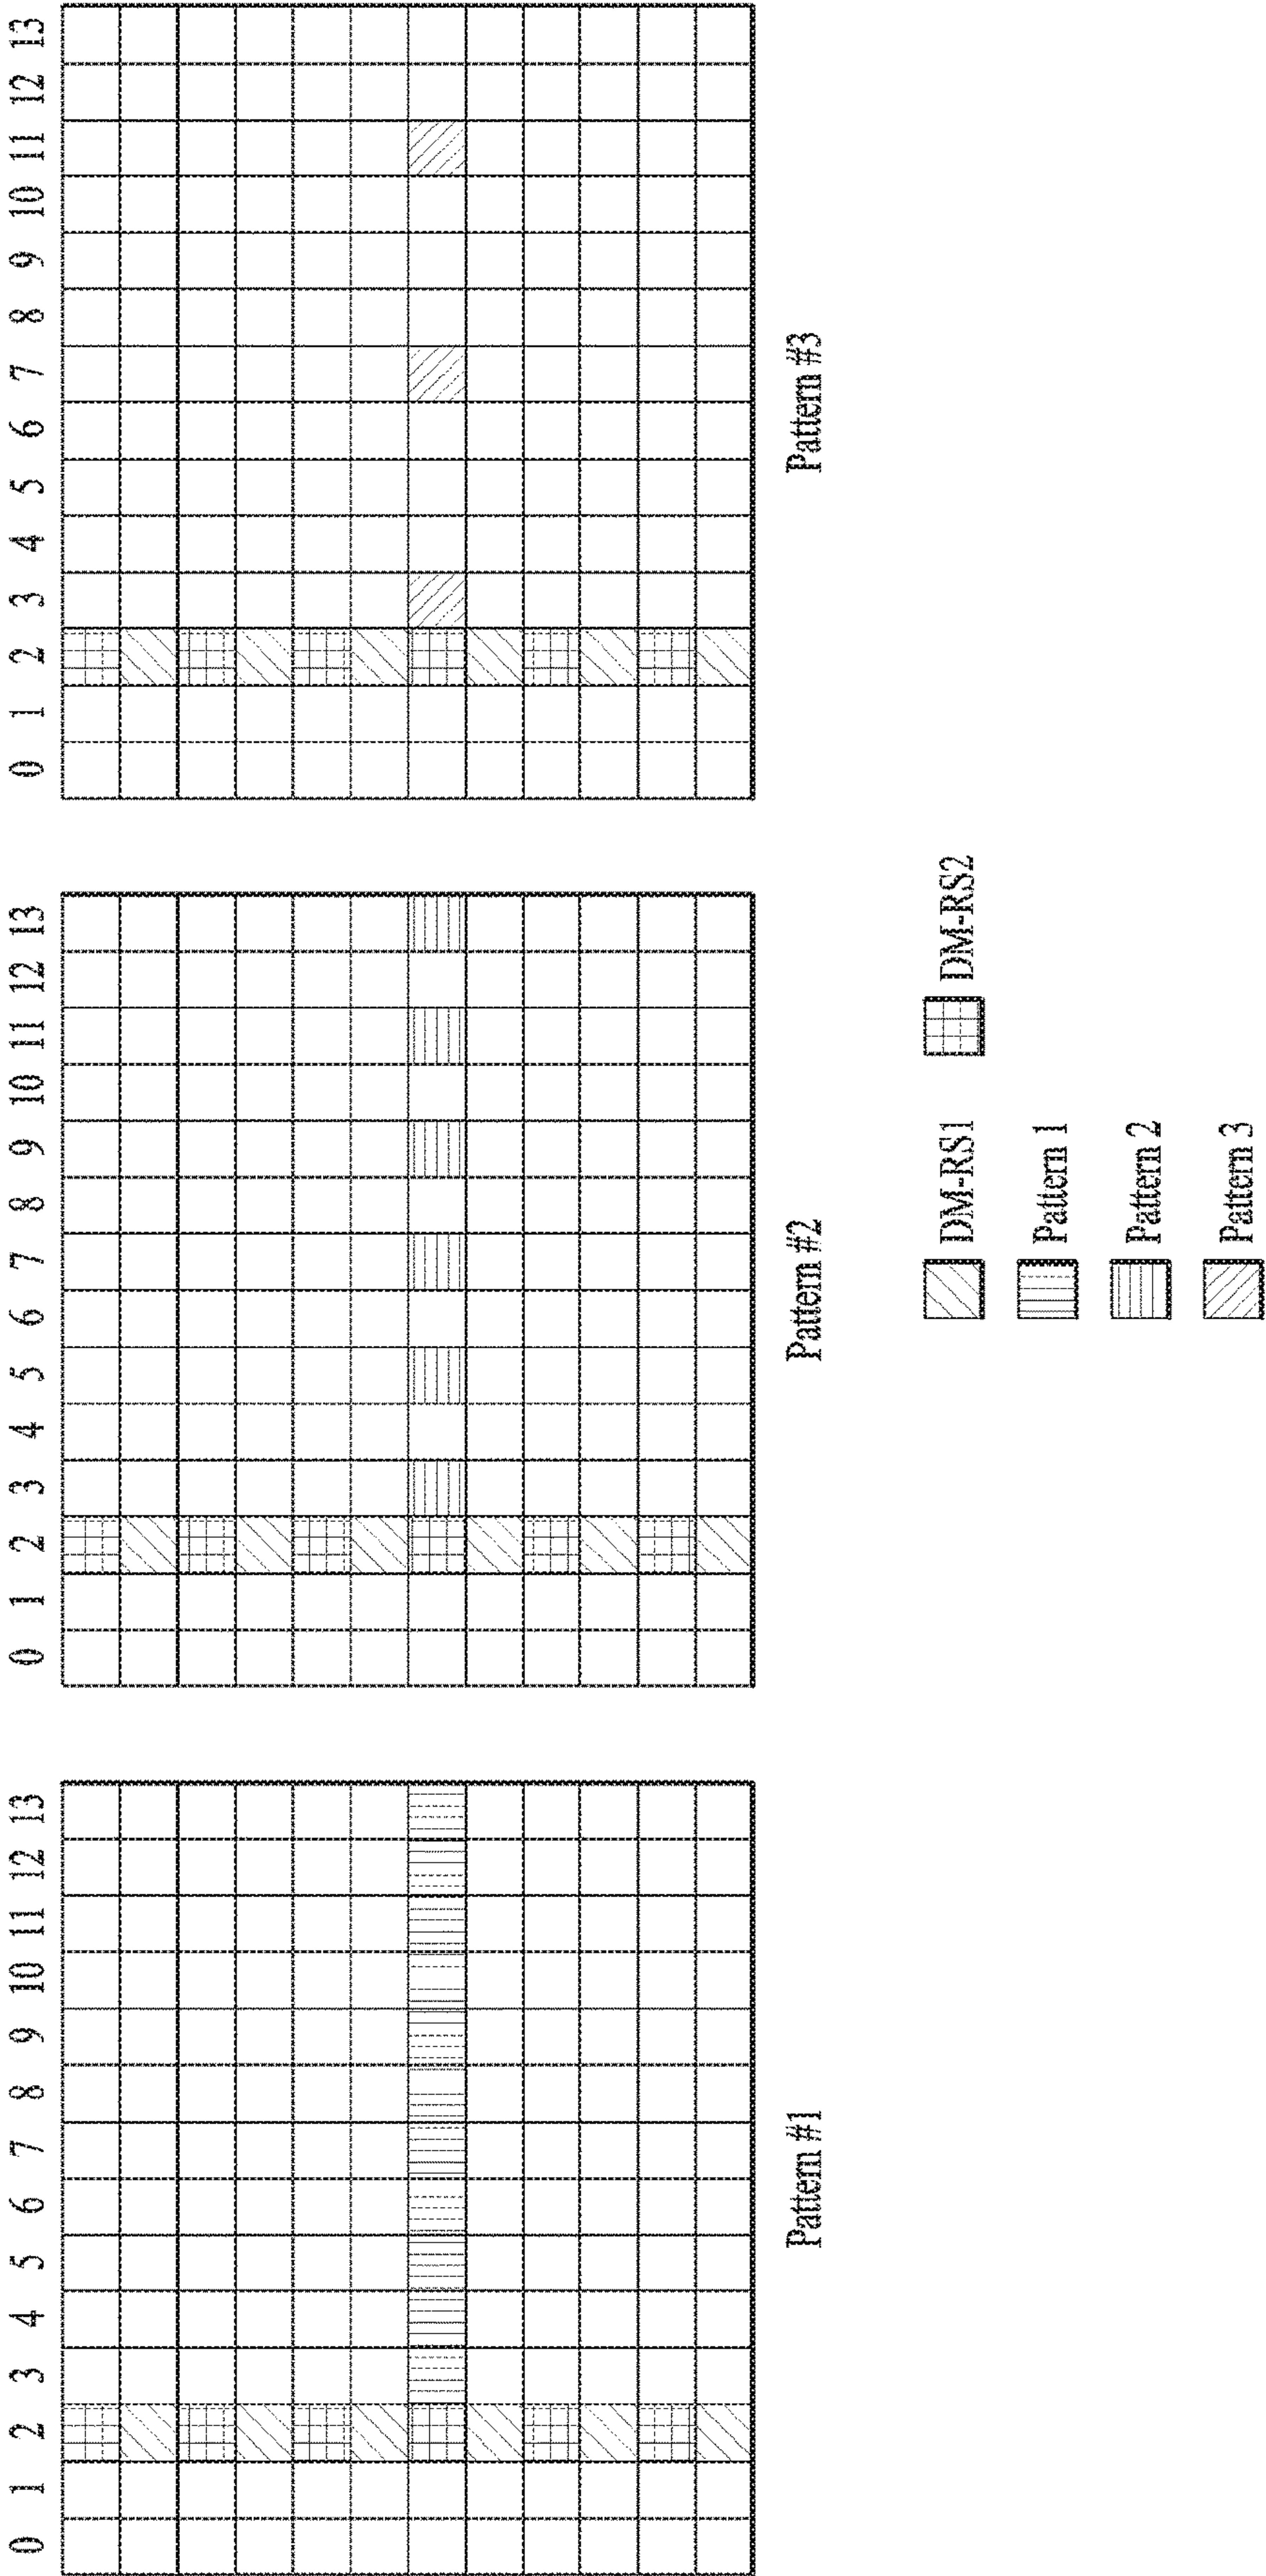 0 1 2 3 4 5 6 7 8 9 10 11 12 13
Pattern #1
0 1 2 3 4 5 6 7 8 9 10 11 12 13
Pattern #2
0 1 2 3 4 5 6 7 8 9 10 11 12 13
Pattern #3
DM-RS1
DM-RS2
Pattern 1
Pattern 2
Pattern 3